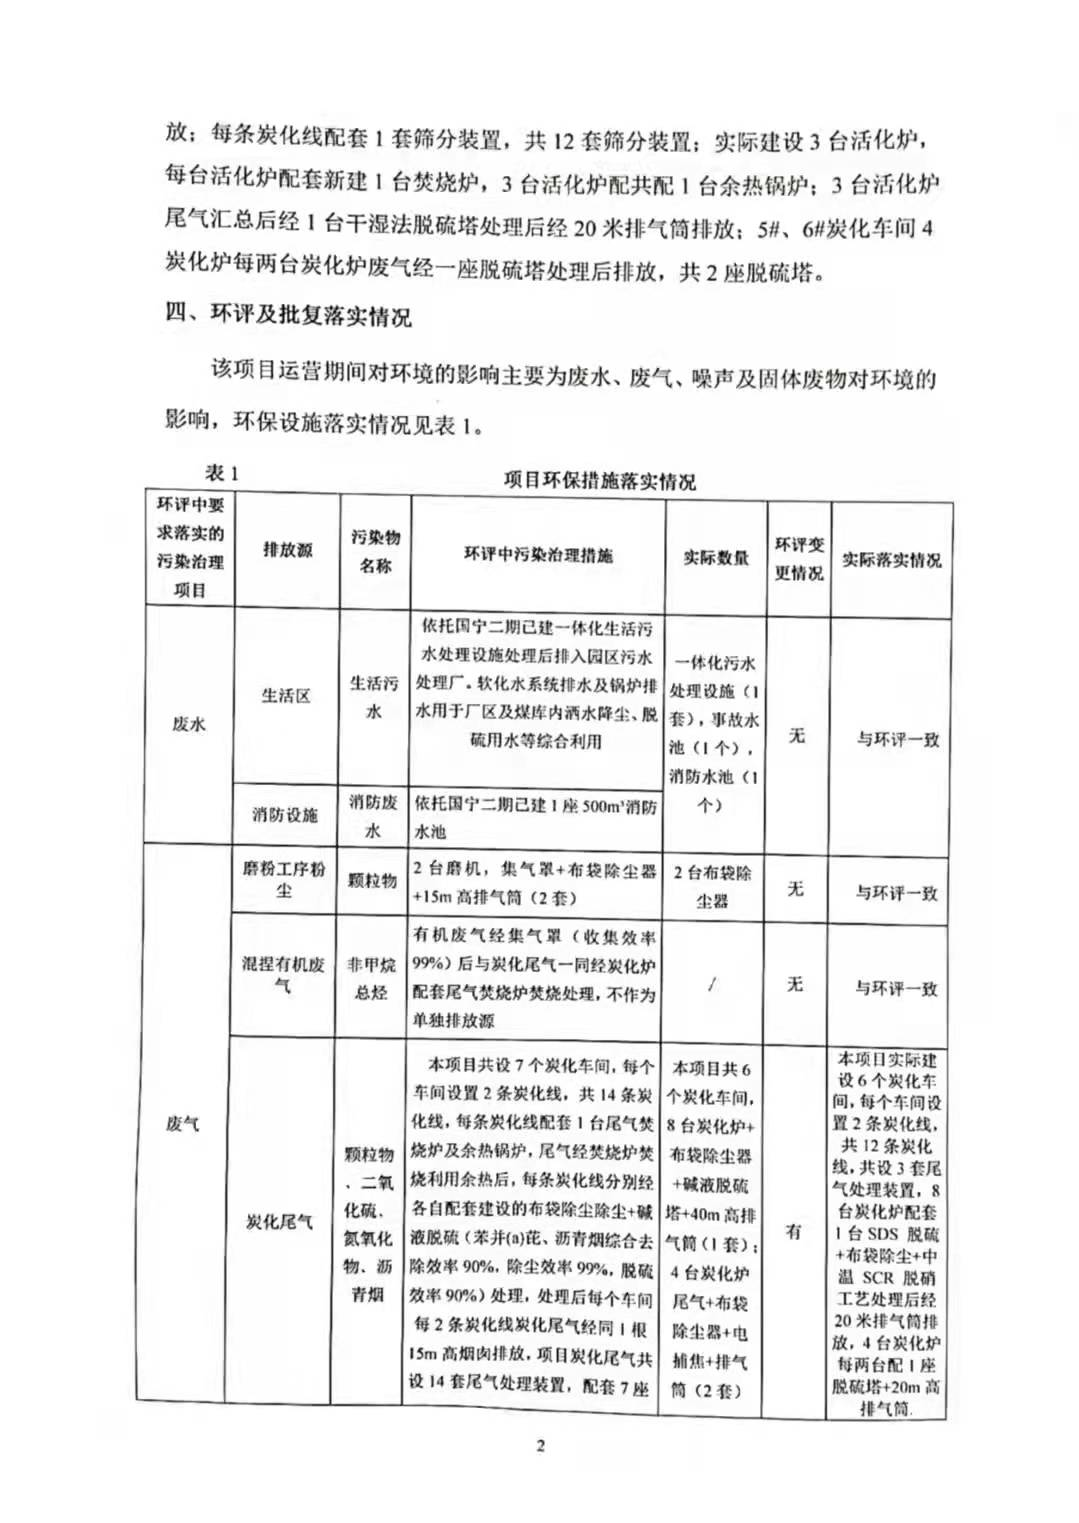 放；每条炭化线配套 1 套筛分装置，共 12 套筛分装置；实际建设 3 台活化炉，
每台活化炉配套新建 1 台焚烧炉，3 台活化炉配共配 1 台余热锅炉；3 台活化炉
尾气汇总后经 1 台干湿法脱硫塔处理后经 20 米排气筒排放；5#、6#炭化车间 4
炭化炉每两台炭化炉废气经一座脱硫塔处理后排放，共 2 座脱硫塔。
四、环评及批复落实情况
该项目运营期间对环境的影响主要为废水、废气、噪声及固体废物对环境的
影响，环保设施落实情况见表 1。
表 1 项目环保措施落实情况
环评中要
求落实的
污染治理
项目
排放源
污染物
名称
环评中污染治理措施
实际数量
环评变
更情况
实际落实情况
废水
生活区
生活污
水
依托国宁二期已建一体化生活污
水处理设施处理后排入园区污水
处理厂。软化水系统排水及锅炉排
水用于厂区及煤库内洒水降尘、脱
硫用水等综合利用
一体化污水
处理设施（1
套），事故水
池（1 个），
消防水池（1
个）
无
与环评一致
消防设施
消防废
水
依托国宁二期已建 1 座 500m³消防
水池
废气
磨粉工序粉
尘
颗粒物
2 台磨机，集气罩+布袋除尘器
+15m 高排气筒（2 套）
2 台布袋除
尘器
无
与环评一致
混捏有机废
气
非甲烷
总烃
有机废气经集气罩（收集效率
99%）后与炭化尾气一同经炭化炉
配套尾气焚烧炉焚烧处理，不作为
单独排放源
/
无
与环评一致
炭化尾气
颗粒物
、二氧
化硫、
氮氧化
物、沥
青烟
本项目共设 7 个炭化车间，每个
车间设置 2 条炭化线，共 14 条炭
化线，每条炭化线配套 1 台尾气焚
烧炉及余热锅炉，尾气经焚烧炉焚
烧利用余热后，每条炭化线分别经
各自配套建设的布袋除尘除尘+碱
液脱硫（苯并(a)芘、沥青烟综合去
除效率 90%，除尘效率 99%，脱硫
效率 90%）处理，处理后每个车间
每 2 条炭化线炭化尾气经同 1 根
15m 高烟囱排放，项目炭化尾气共
设 14 套尾气处理装置，配套 7 座
本项目共 6
个炭化车间，
8 台炭化炉+
布袋除尘器
+碱液脱硫
塔+40m 高排
气筒（1 套）；
4 台炭化炉
尾气+布袋
除尘器+电
捕焦+排气
筒（2 套）
有
本项目实际建
设 6 个炭化车
间，每个车间设
置 2 条炭化线，
共 12 条炭化
线，共设 3 套尾
气处理装置，8
台炭化炉配套
1 台 SDS 脱硫
+布袋除尘+中
温 SCR 脱硝
工艺处理后经
20 米排气筒排
放，4 台炭化炉
每两台配 1 座
脱硫塔+20m 高
排气筒.
2